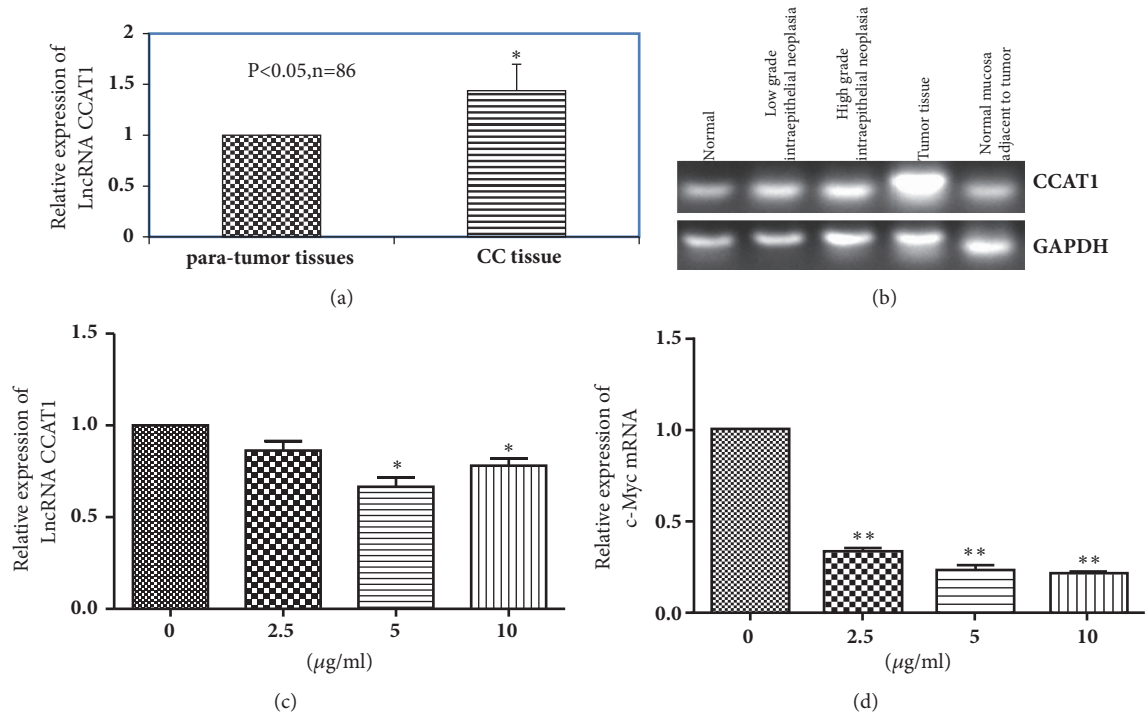 Relative expression of
LncRNA CCAT1
2
1.5
1
0.5
0
P<0.05,n=86
*
para-tumor tissues
CC tissue
(a)
Normal
Low grade
intraepithelial neoplasia
High grade
intraepithelial neoplasia
Tumor tissue
Normal mucosa
adjacent to tumor
CCAT1
GAPDH
(b)
Relative expression of
LncRNA CCAT1
1.5
1.0
0.5
0.0
*
*
0
2.5
5
10
(µg/ml)
(c)
Relative expression of
c-Myc mRNA
1.5
1.0
0.5
0.0
**
**
**
0
2.5
5
10
(µg/ml)
(d)